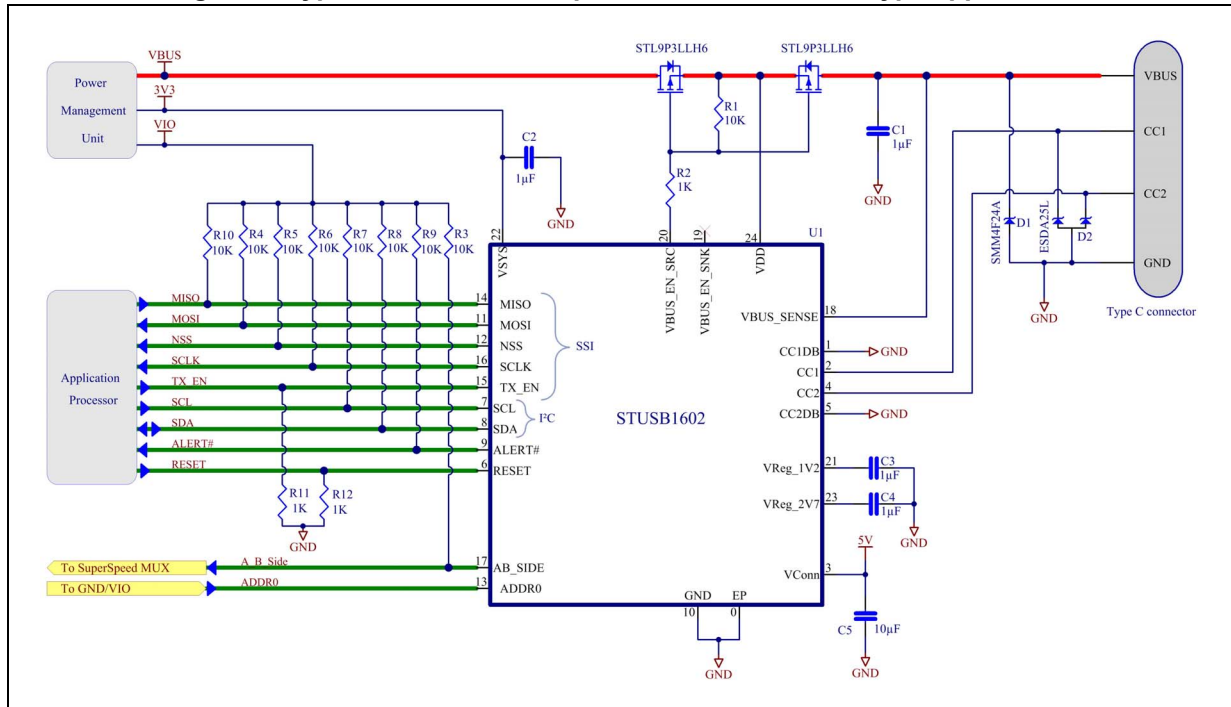 VBUS
3V3
VIO
Power
Management
Unit
STL9P3LLH6
STL9P3LLH6
R1
10K
C1
1µF
GND
R2
1K
C2
1µF
GND
VBUS
CC1
CC2
GND
Type C connector
SMM4F24A
D1
ESDA25L
D2
GND
R10
10K
R4
10K
R5
10K
R6
10K
R7
10K
R8
10K
R9
10K
R3
10K
22
VSYS
20
VBUS_EN_SRC
19
VBUS_EN_SNK
24
VDD
U1
Application
Processor
MISO
MOSI
NSS
SCLK
TX_EN
SCL
SDA
ALERT#
RESET
14 MISO
11 MOSI
12 NSS
16 SCLK
15 TX_EN
SSI
7 SCL
8 SDA
I²C
9 ALERT#
6 RESET
STUSB1602
VBUS_SENSE 18
CC1DB 1 GND
CC1 2
CC2 4
CC2DB 5 GND
VReg_1V2 21 C3
1µF
VReg_2V7 23 C4
1µF
GND
R11
1K
R12
1K
GND
To SuperSpeed MUX A_B_Side 17 AB_SIDE
To GND/VIO ADDR0 13 ADDR0
5V
VConn 3
C5 10µF
GND
GND EP
10 0
GND